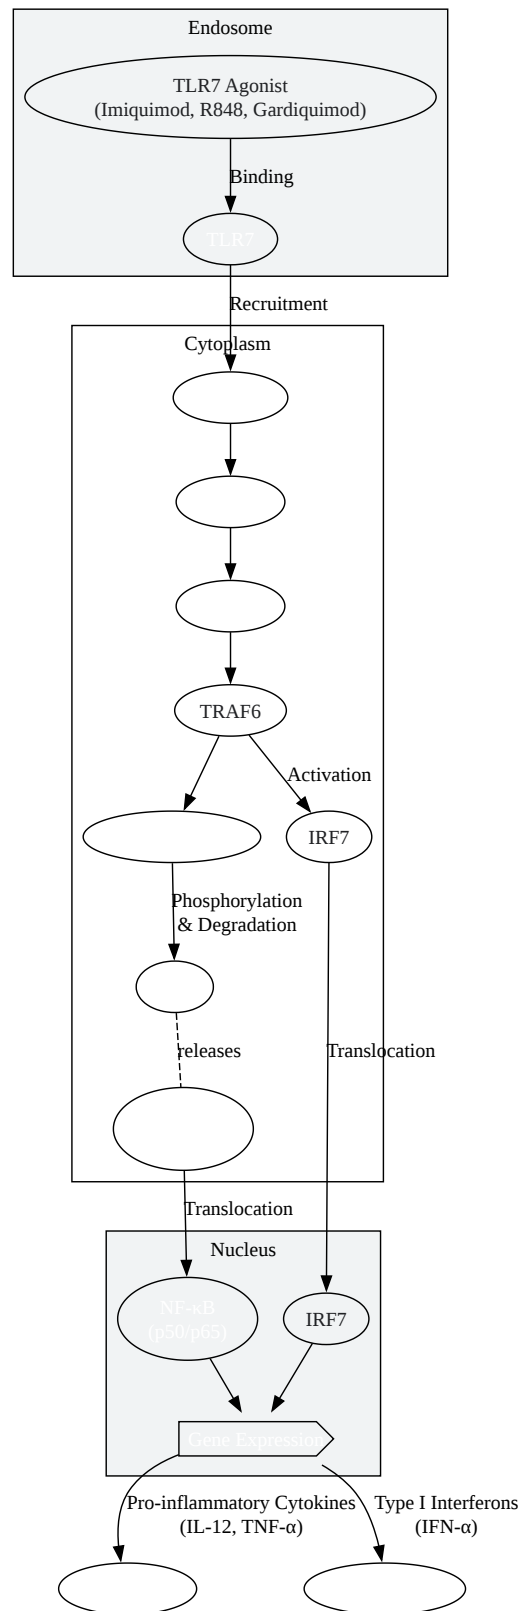 Endosome
TLR7 Agonist
(Imiquimod, R848, Gardiquimod)
Binding
TLR7
Recruitment
Cytoplasm
TRAF6
Activation
IRF7
Phosphorylation
& Degradation
releases
Translocation
Translocation
Nucleus
NF-κB
(p50/p65)
IRF7
Gene Expression
Pro-inflammatory Cytokines
(IL-12, TNF-α)
Type I Interferons
(IFN-α)